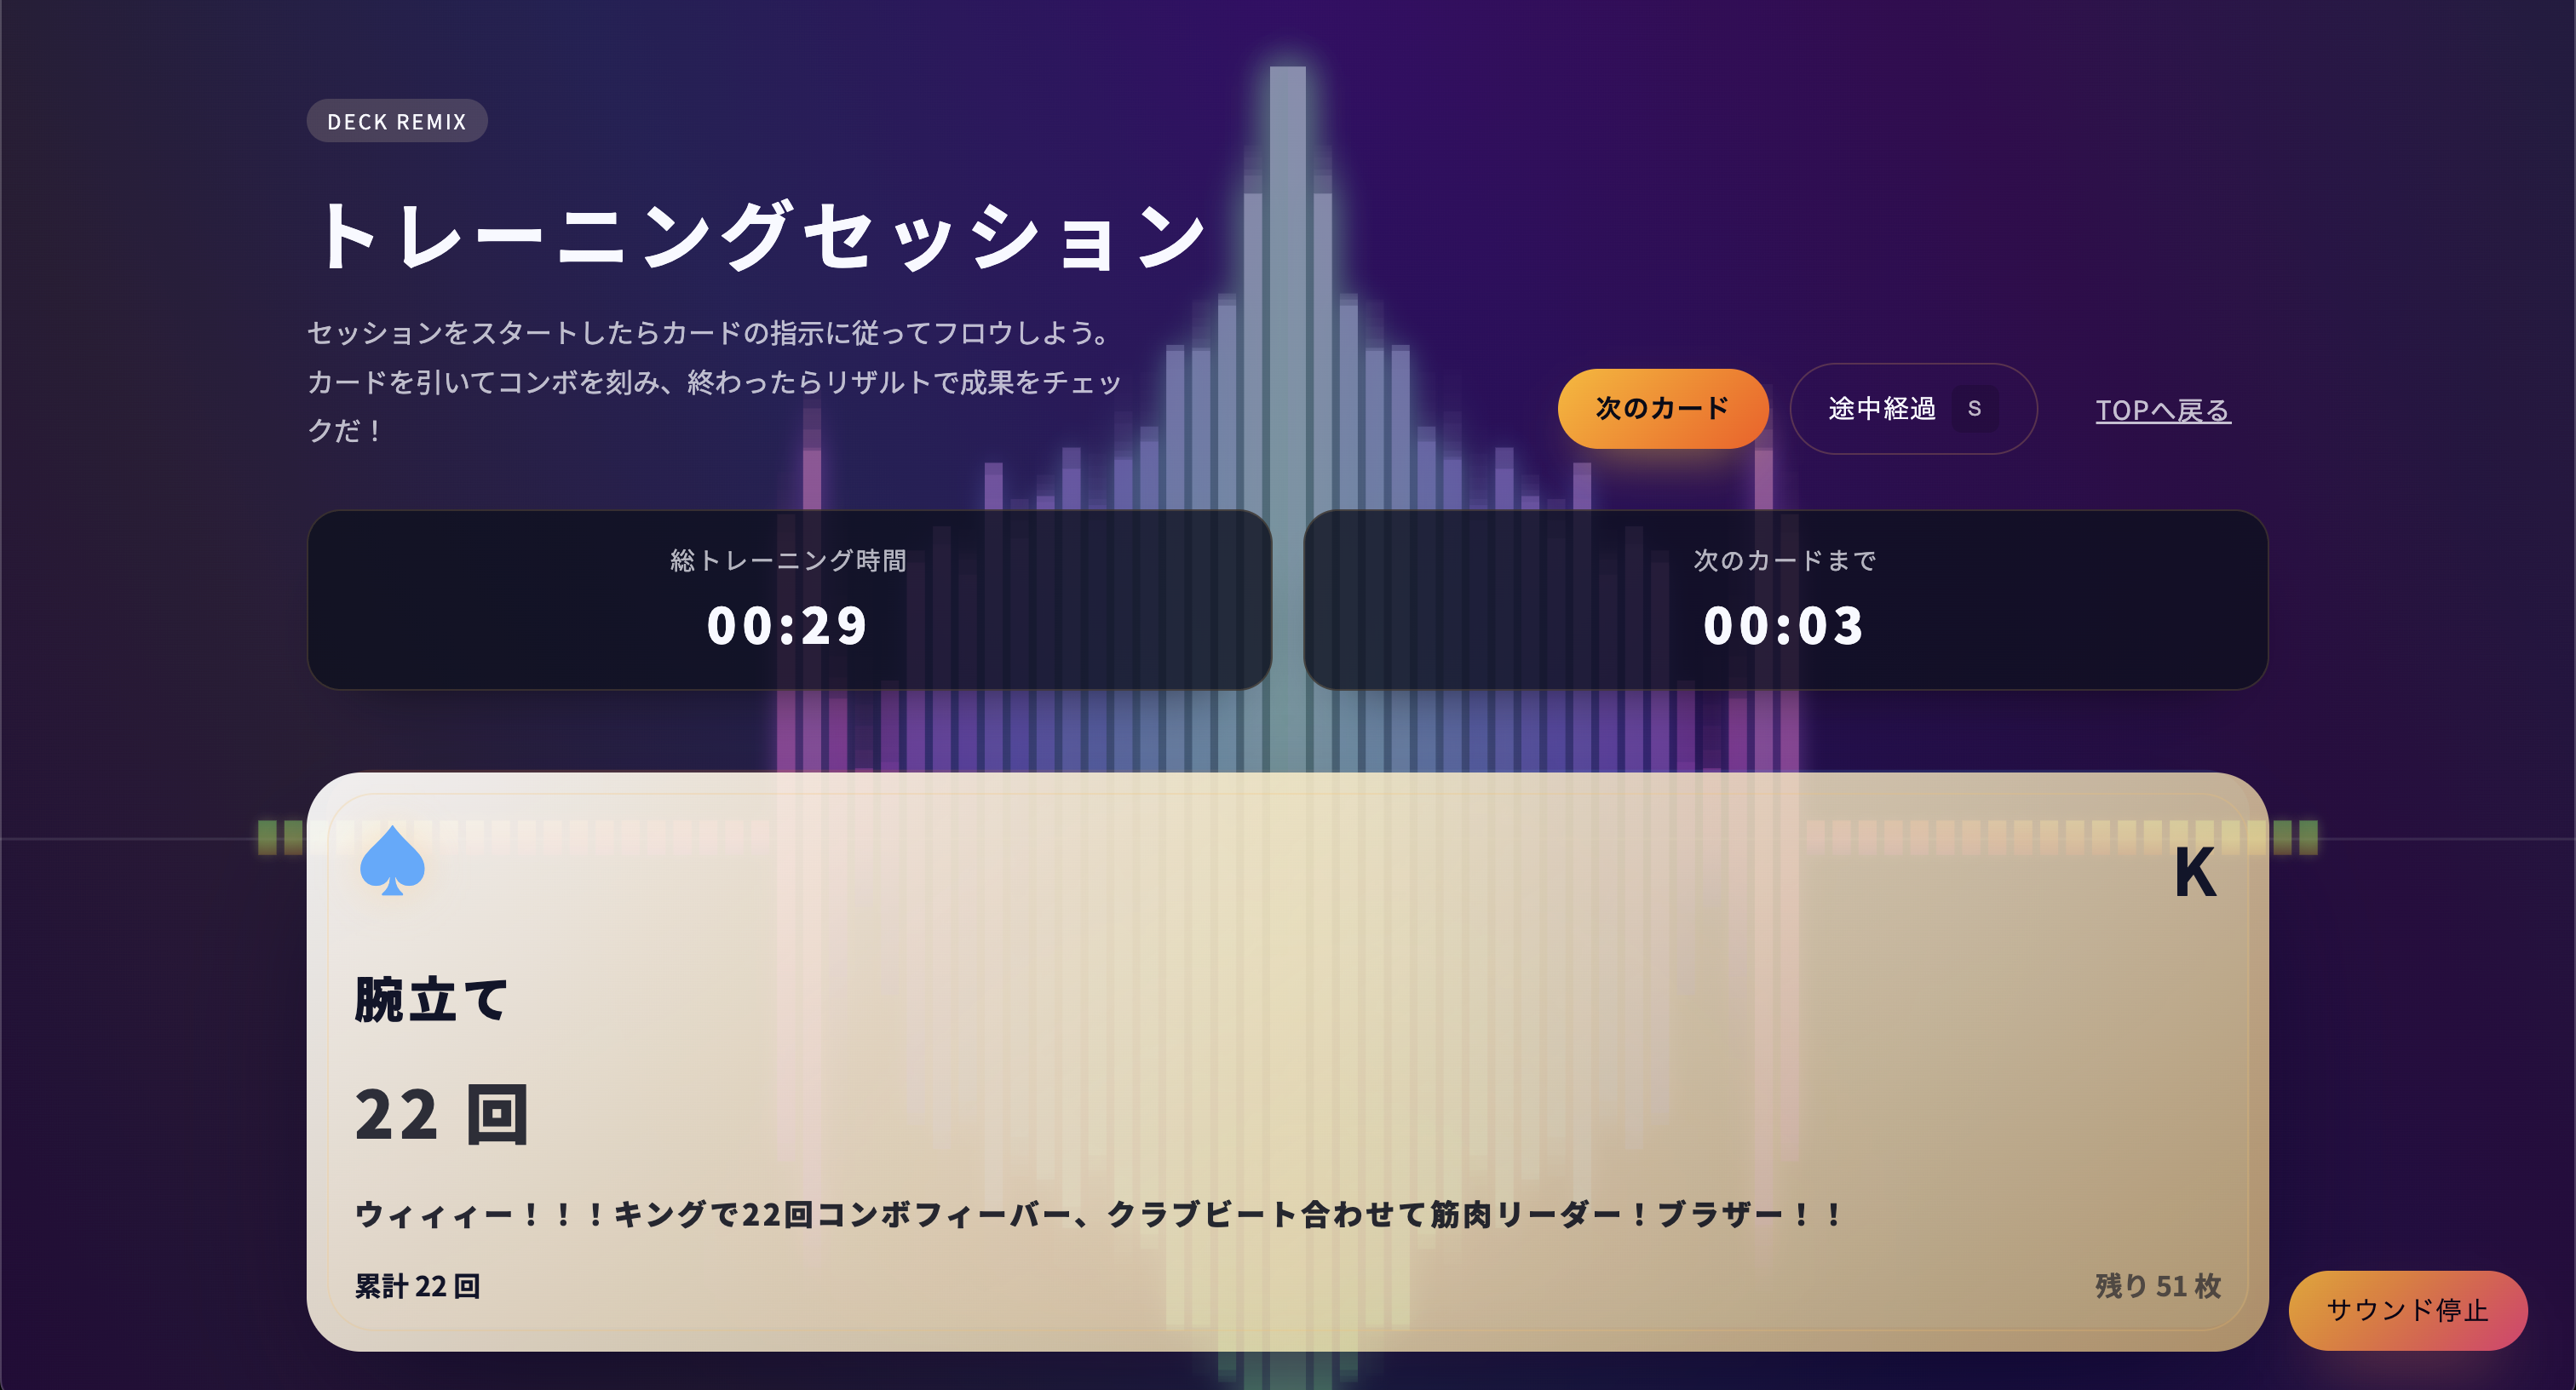 DECK REMIX
トレーニングセッション
セッションをスタートしたらカードの指示に従ってフロウしよう。
カードを引いてコンボを刻み、終わったらリザルトで成果をチェッ
クだ！
次のカード
途中経過 S
TOPへ戻る
総トレーニング時間
00:29
次のカードまで
00:03
K
腕立て
22 回
ウィィィー！！！キングで22回コンボフィーバー、クラブビート合わせて筋肉リーダー！ブラザー！！
累計 22 回
残り 51 枚
サウンド停止